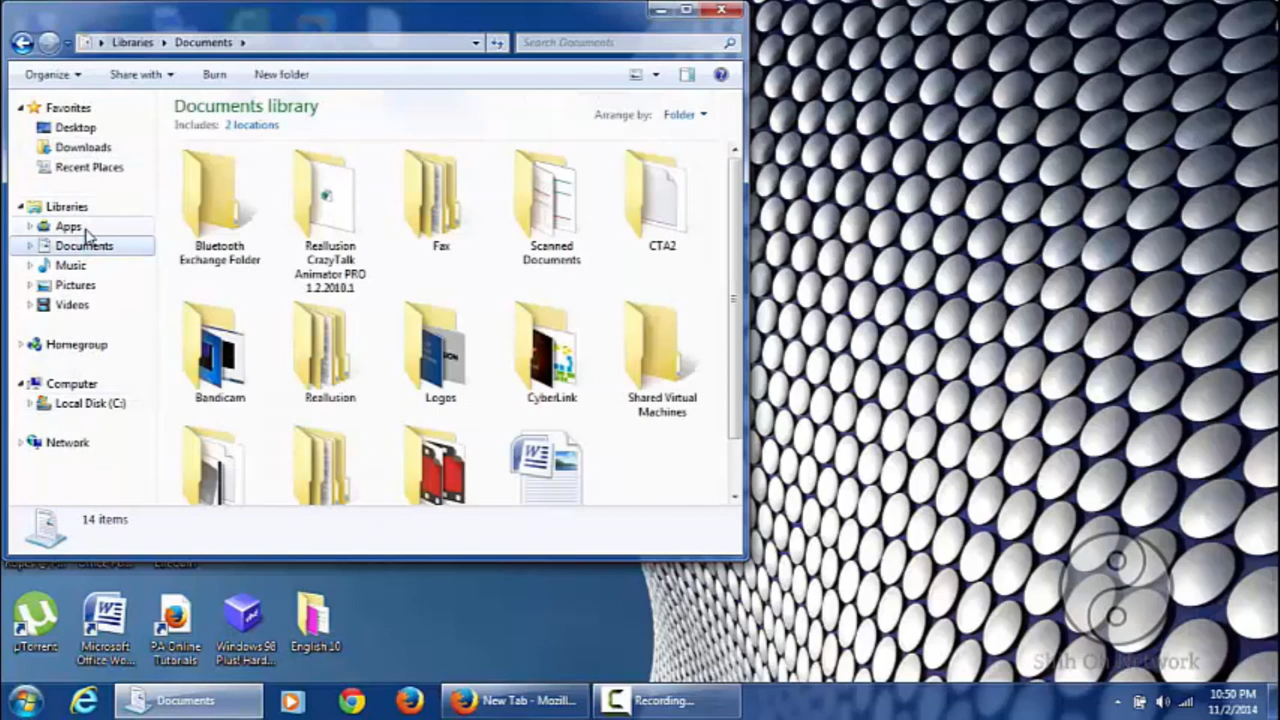 Libraries Documents
Search Documents
Organize Share with Burn New folder
Documents library
Includes: 2 locations
Arrange by: Folder
Favorites
Desktop
Downloads
Recent Places
Libraries
Apps
Documents
Music
Pictures
Videos
Homegroup
Computer
Local Disk (C:)
Network
Bluetooth
Exchange Folder
Reallusion
CrazyTalk
Animator PRO
1.2.2010.1
Fax
Scanned
Documents
CTA2
Bandicam
Reallusion
Logos
CyberLink
Shared Virtual
Machines
14 items
µTorrent
Microsoft
Office Wo...
PA Online
Tutorials
Windows 98
Plus! Hard...
English 10
Network
Documents
New Tab - Mozill...
Recording...
10:50 PM
11/2/2014